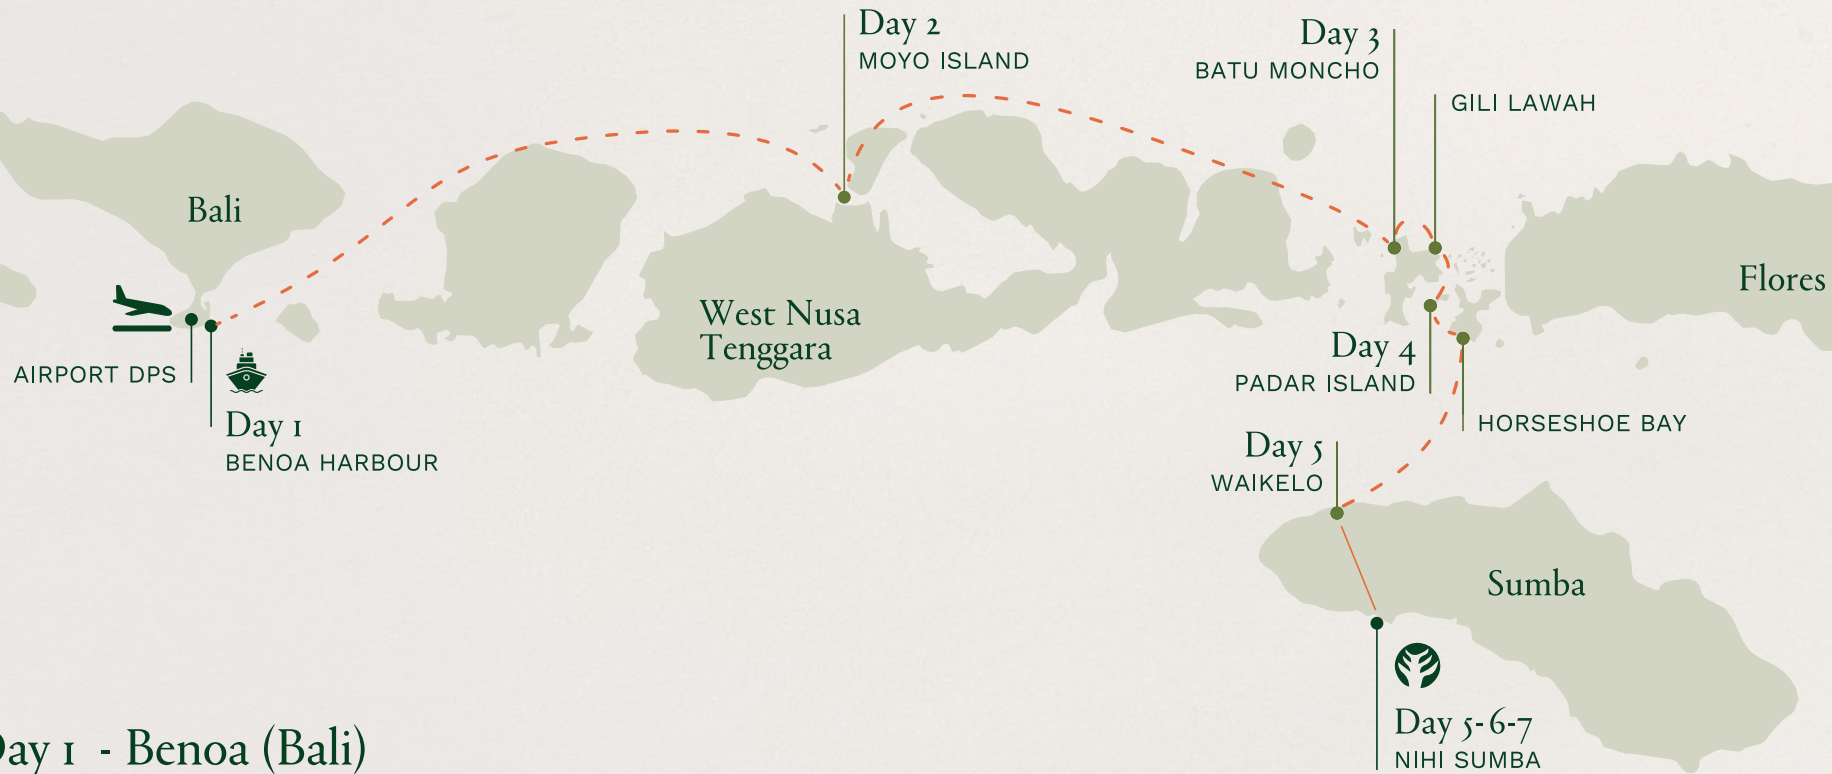 Day 2
MOYO ISLAND
Day 3
BATU MONCHO
GILI LAWAH
Bali
Flores
West Nusa
Tenggara
AIRPORT DPS
Day 1
BENOA HARBOUR
Day 4
PADAR ISLAND
HORSESHOE BAY
Day 5
WAIKELO
Sumba
Day 5-6-7
NIHI SUMBA
Day 1 - Benoa (Bali)